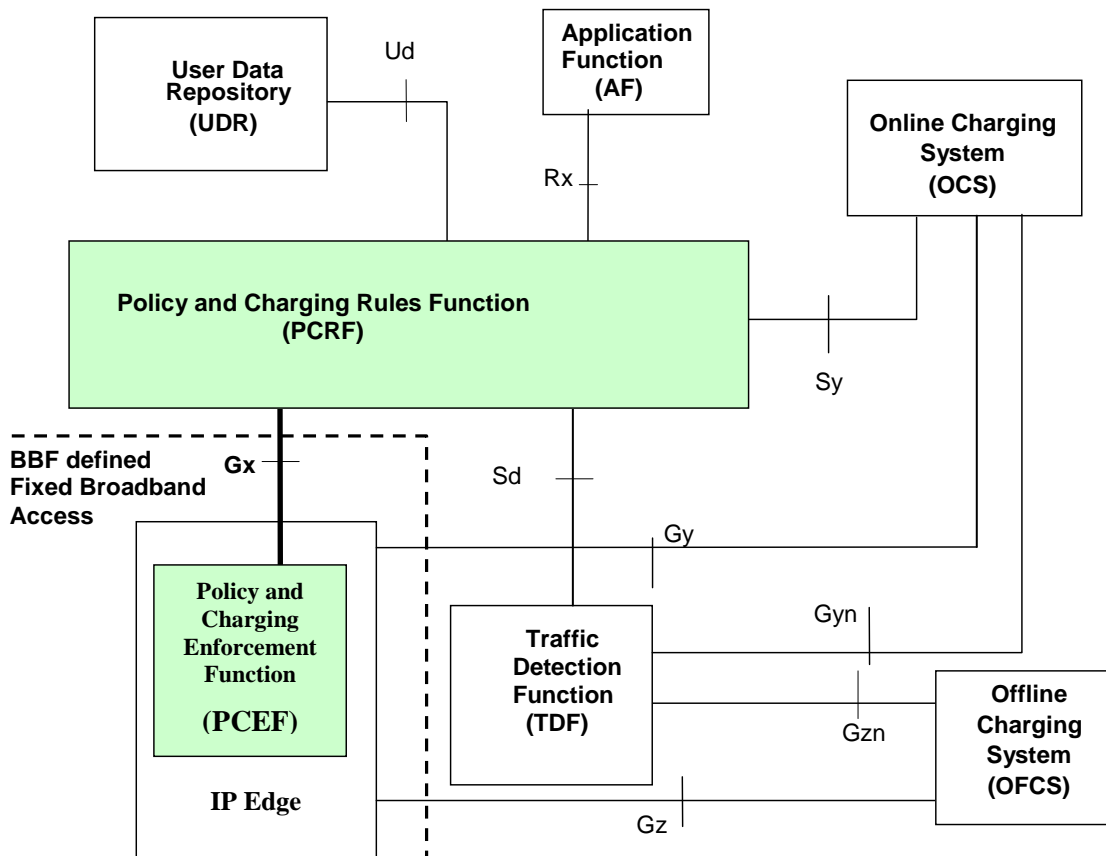 User Data
Repository
(UDR)
Ud
Application
Function
(AF)
Rx
Online Charging
System
(OCS)
Policy and Charging Rules Function
(PCRF)
Sy
BBF defined
Fixed Broadband
Access
Gx
Sd
Gy
Policy and
Charging
Enforcement
Function
(PCEF)
IP Edge
Traffic
Detection
Function
(TDF)
Gyn
Gzn
Offline
Charging
System
(OFCS)
Gz